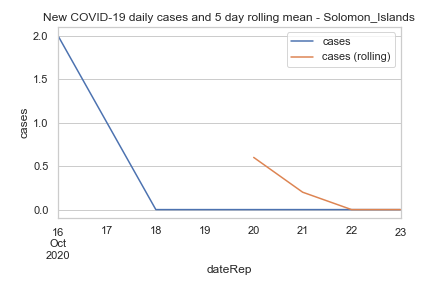 New COVID-19 daily cases and 5 day rolling mean - Solomon_Islands
cases
cases (rolling)
2.0
1.5
1.0
0.5
0.0
cases
16 17 18 19 20 21 22 23
Oct
2020
dateRep